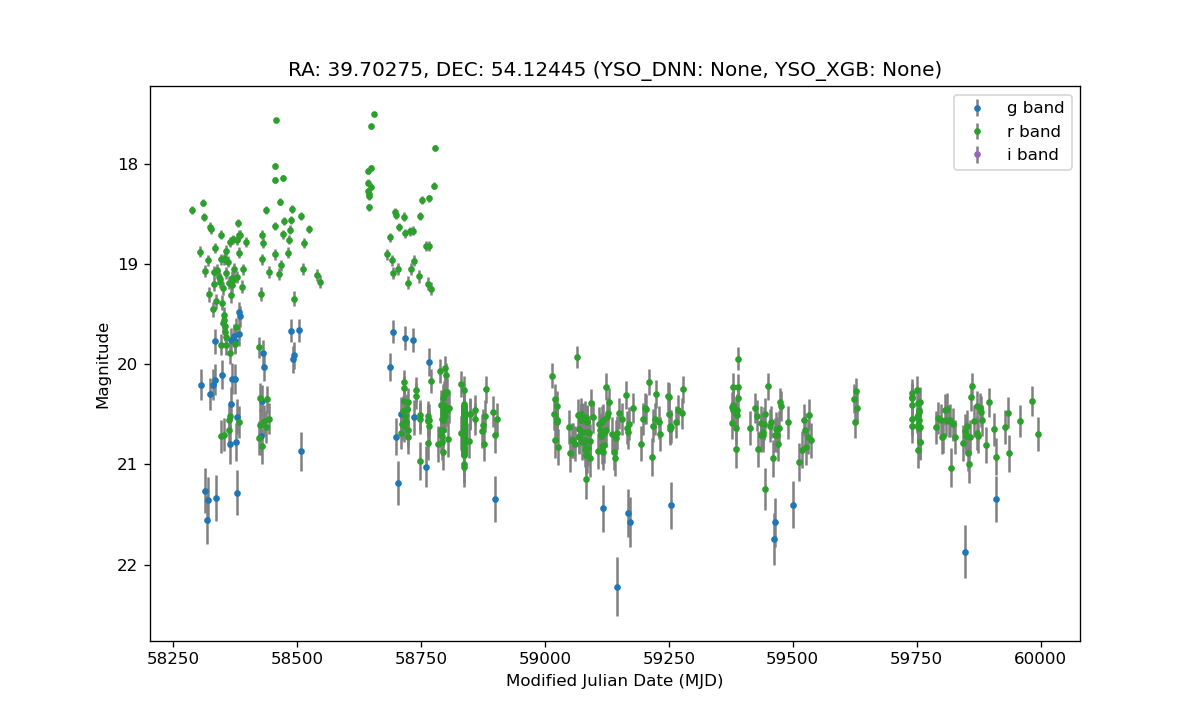 RA: 39.70275, DEC: 54.12445 (YSO_DNN: None, YSO_XGB: None)
g band
r band
i band
18
19
20
21
22
Magnitude
58250 58500 58750 59000 59250 59500 59750 60000
Modified Julian Date (MJD)